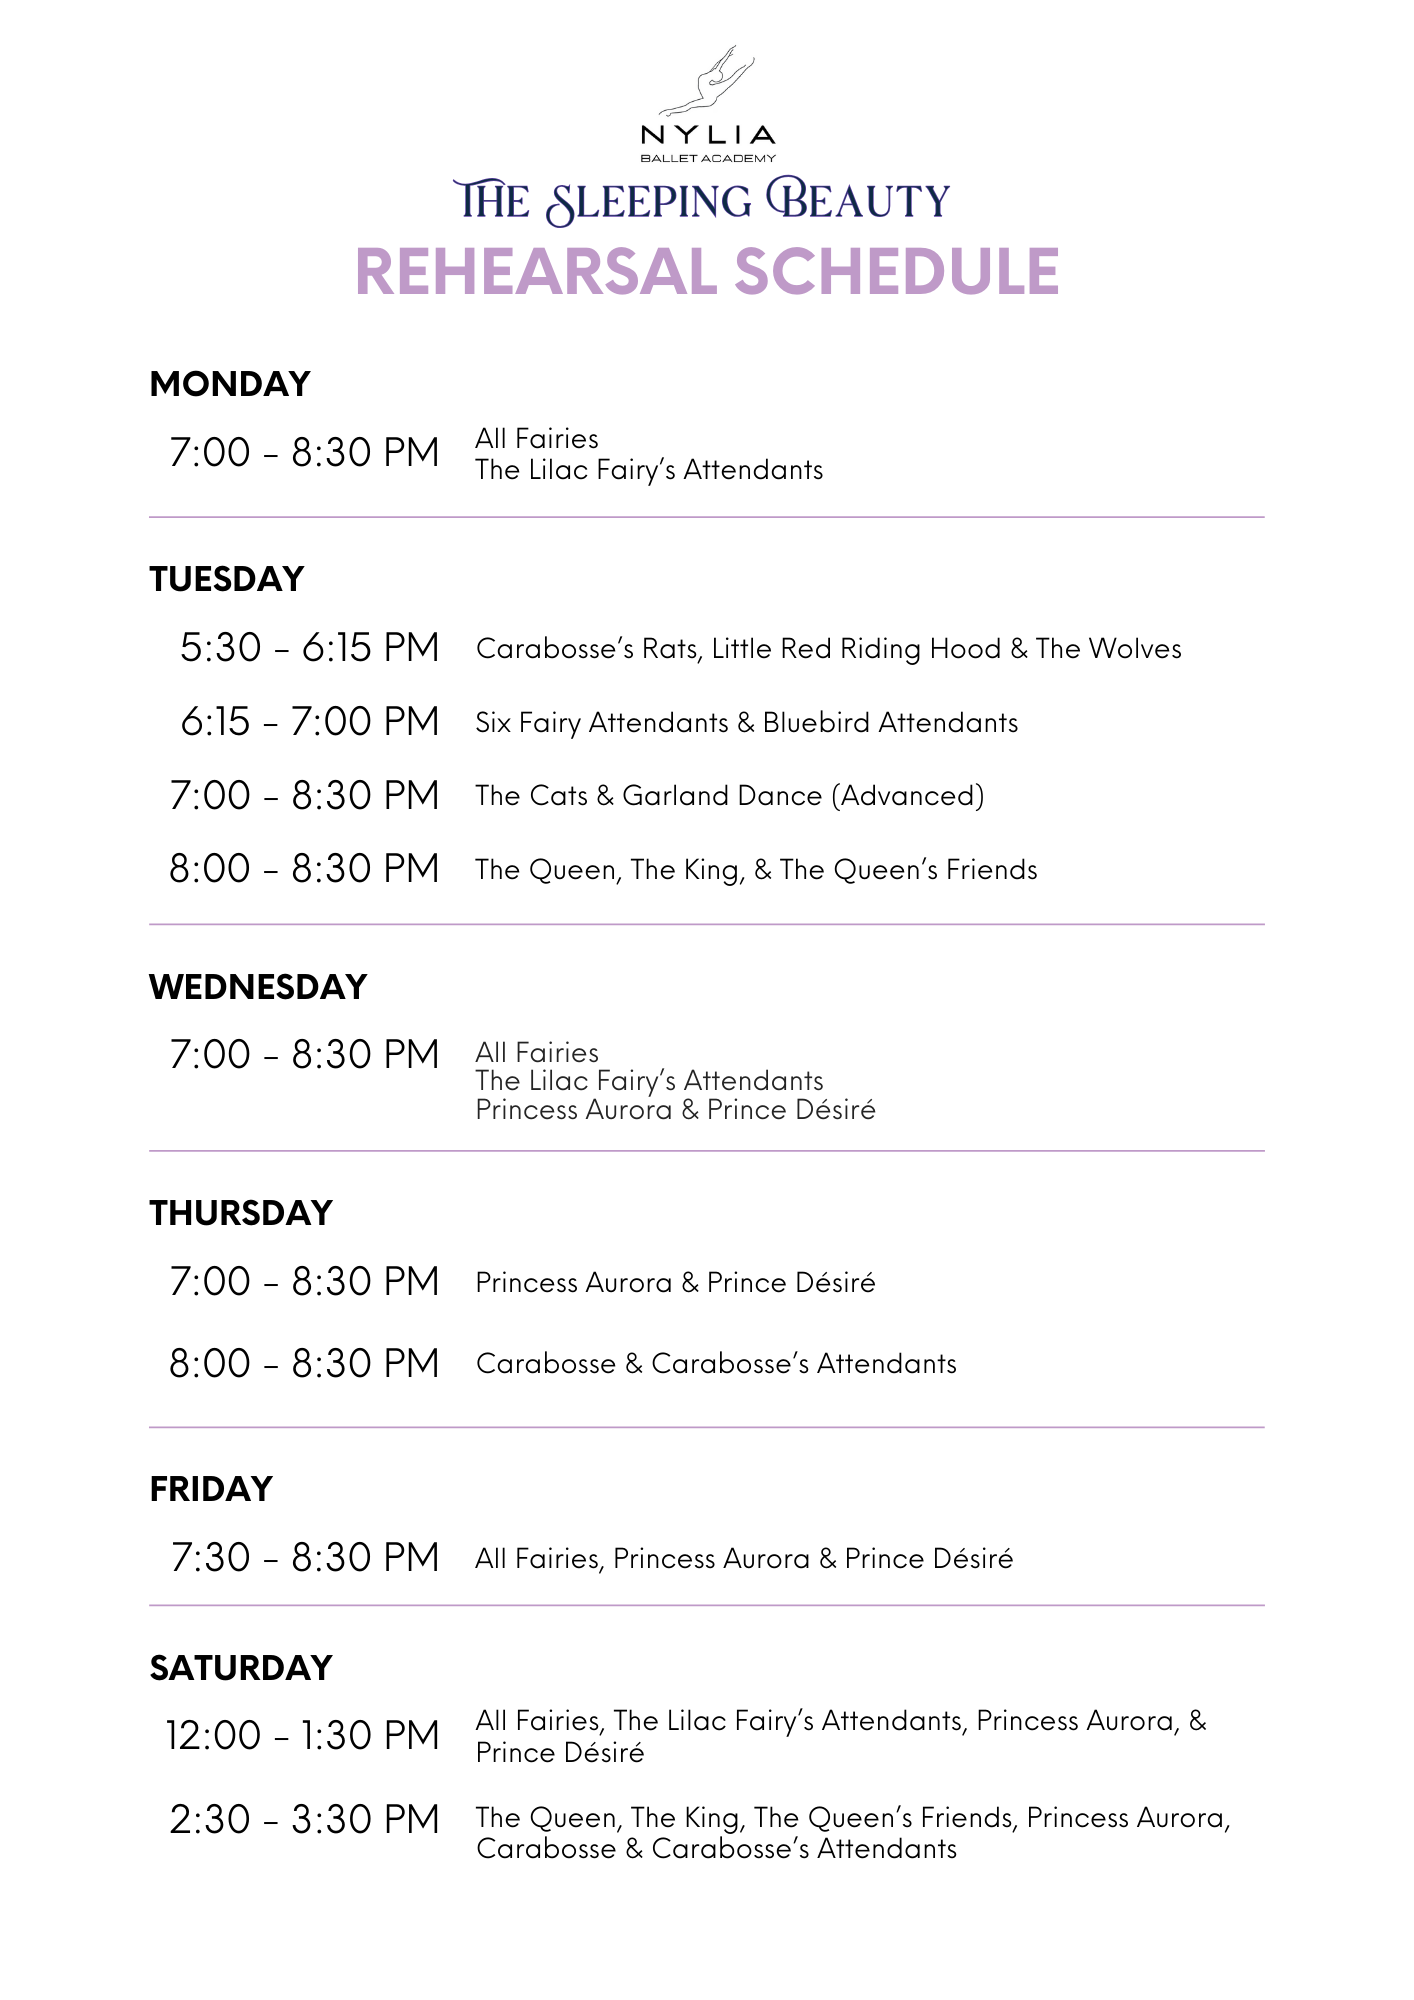 NYLIA
BALLET ACADEMY
THE SLEEPING BEAUTY
REHEARSAL SCHEDULE
MONDAY
7:00 - 8:30 PM
All Fairies
The Lilac Fairy's Attendants
TUESDAY
5:30 - 6:15 PM Carabosse's Rats, Little Red Riding Hood & The Wolves
6:15 - 7:00 PM Six Fairy Attendants & Bluebird Attendants
7:00 - 8:30 PM The Cats & Garland Dance (Advanced)
8:00 - 8:30 PM The Queen, The King, & The Queen's Friends
WEDNESDAY
7:00 - 8:30 PM All Fairies
The Lilac Fairy's Attendants
Princess Aurora & Prince Désiré
THURSDAY
7:00 - 8:30 PM Princess Aurora & Prince Désiré
8:00 - 8:30 PM Carabosse & Carabosse's Attendants
FRIDAY
7:30 - 8:30 PM All Fairies, Princess Aurora & Prince Désiré
SATURDAY
12:00 - 1:30 PM All Fairies, The Lilac Fairy's Attendants, Princess Aurora, &
Prince Désiré
2:30 - 3:30 PM The Queen, The King, The Queen's Friends, Princess Aurora,
Carabosse & Carabosse's Attendants